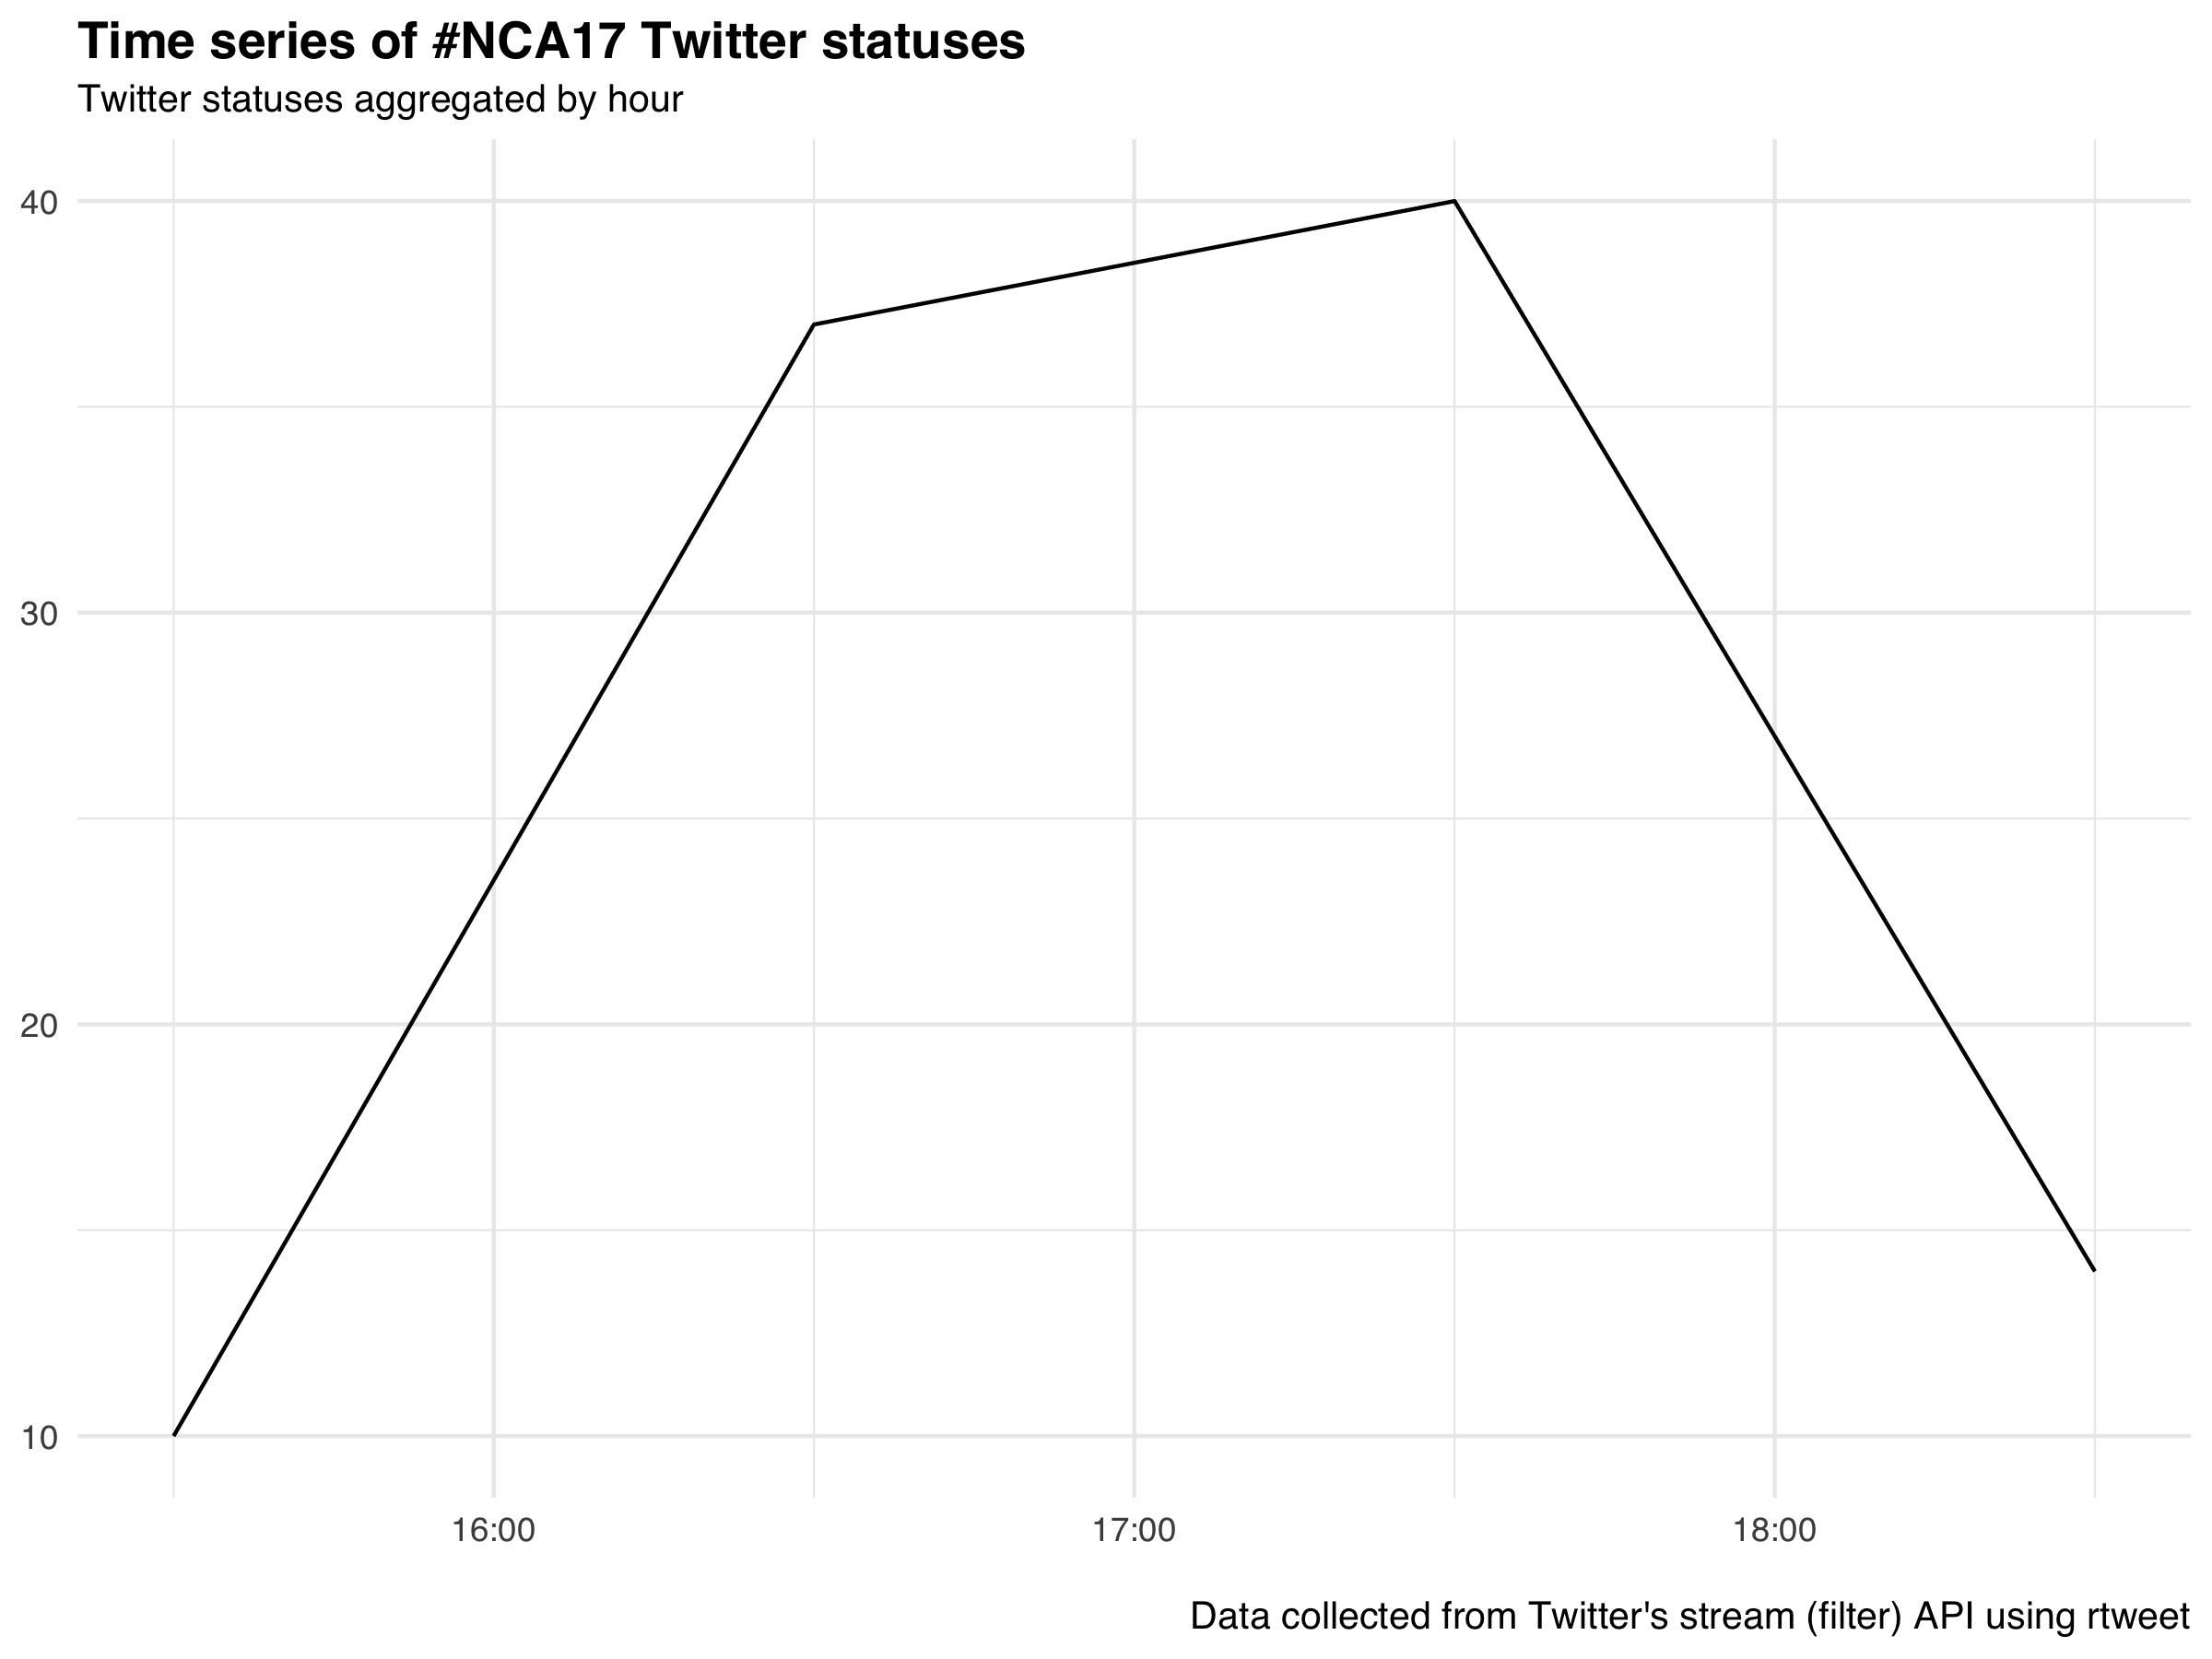 Time series of #NCA17 Twitter statuses
Twitter statuses aggregated by hour
40
30
20
10
16:00 17:00 18:00
Data collected from Twitter's stream (filter) API using rtweet